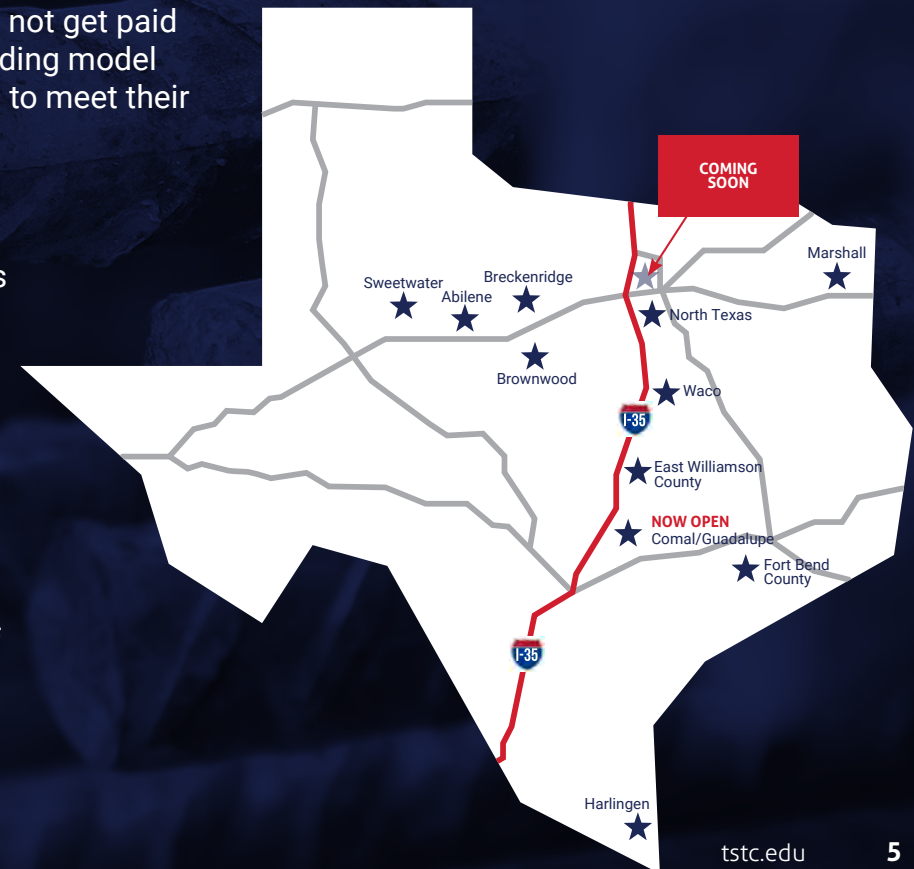 not get paid
ding model
to meet their
s
COMING
SOON
Marshall
Sweetwater
Abilene
Breckenridge
North Texas
Brownwood
Waco
I-35
East Williamson
County
NOW OPEN
Comal/Guadalupe
Fort Bend
County
I-35
Harlingen
tstc.edu 5